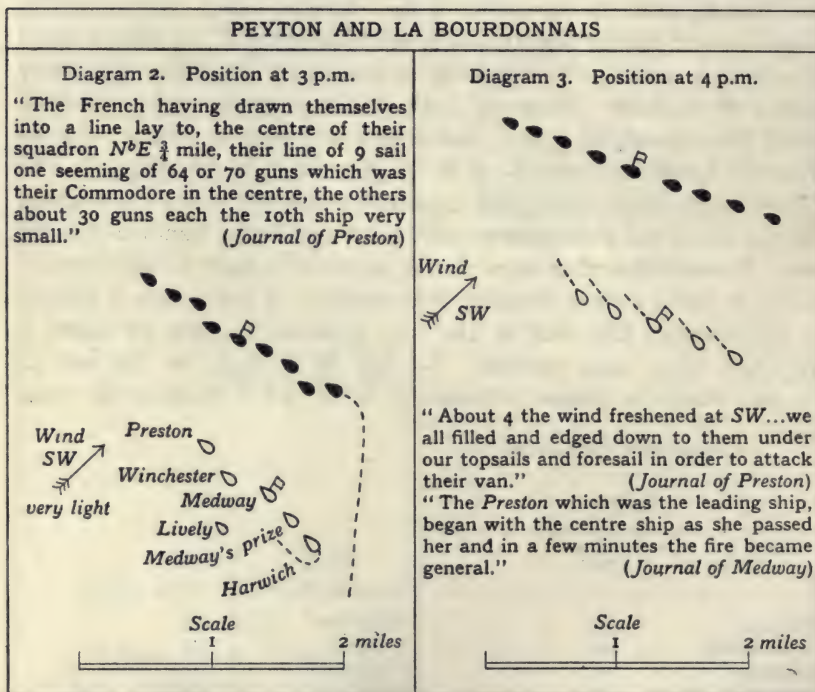 PEYTON AND LA BOURDONNAIS
Diagram 2. Position at 3 p.m.
"The French having drawn themselves
into a line lay to, the centre of their
squadron NᵇE ¾ mile, their line of 9 sail
one seeming of 64 or 70 guns which was
their Commodore in the centre, the others
about 30 guns each the 10th ship very
small." (Journal of Preston)
Wind
SW
very light
Preston
Winchester
Medway
Lively
Medway's prize
Harwich
Scale
1
2 miles
Diagram 3. Position at 4 p.m.
Wind
SW
"About 4 the wind freshened at SW...we
all filled and edged down to them under
our topsails and foresail in order to attack
their van." (Journal of Preston)
"The Preston which was the leading ship,
began with the centre ship as she passed
her and in a few minutes the fire became
general." (Journal of Medway)
Scale
1
2 miles